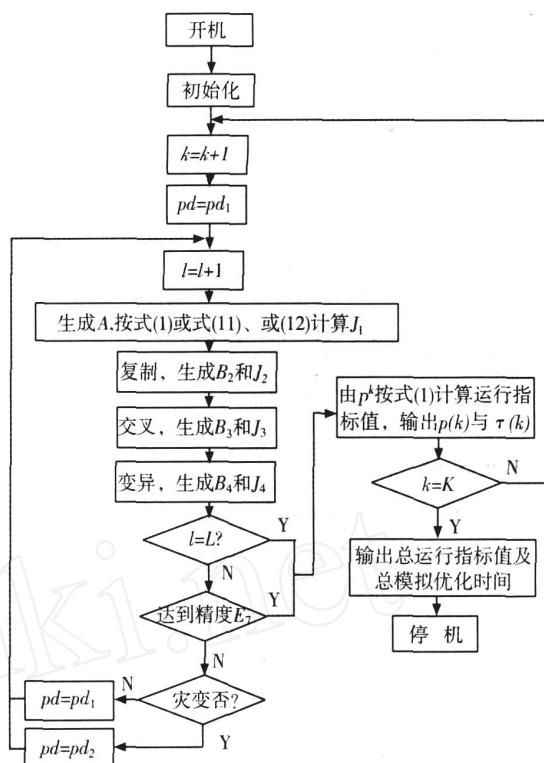 开机
初始化
k=k+1
pd=pd₁
l=l+1
生成A,按式(1)或式(11)、或(12)计算J₁
复制, 生成B₂和J₂
交叉, 生成B₃和J₃
变异, 生成B₄和J₄
l=L?
Y
N
达到精度E₇
Y
N
灾变否?
N
pd=pd₁
Y
pd=pd₂
由pᵏ按式(1)计算运行指
标值, 输出p(k)与 τ(k)
k=K
N
Y
输出总运行指标值及
总模拟优化时间
停 机
ki.net